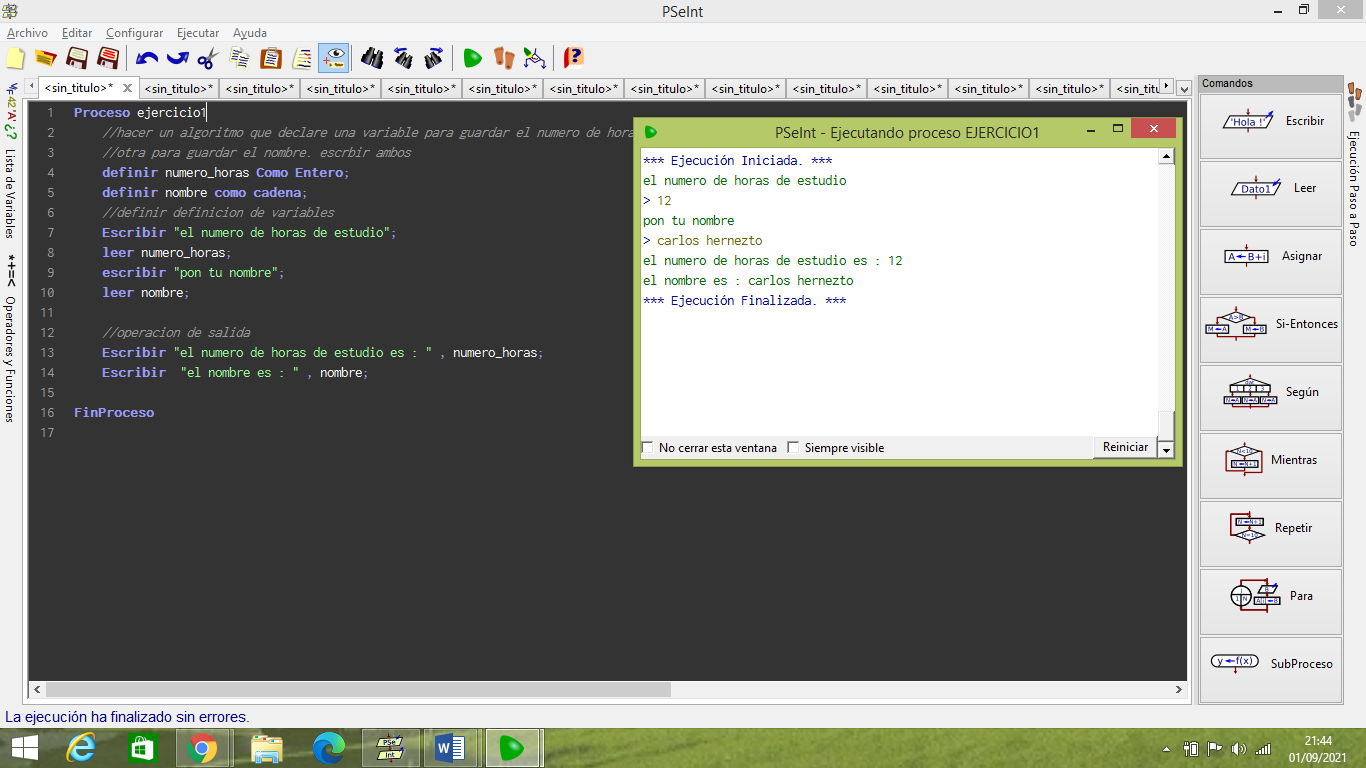 PSeInt
Archivo Editar Configurar Ejecutar Ayuda
<sin_titulo>* <sin_titulo>* <sin_titulo>* <sin_titulo>* <sin_titulo>* <sin_titulo>* <sin_titulo>* <sin_titulo>* <sin_titulo>* <sin_titulo>* <sin_titulo>* <sin_titulo>* <sin_titulo>* <sin_titu
Lista de Variables
*+=< Operadores y Funciones
1 Proceso ejercicio1
2 //hacer un algoritmo que declare una variable para guardar el numero de hora
3 //otra para guardar el nombre. escrbir ambos
4 definir numero_horas Como Entero;
5 definir nombre como cadena;
6 //definir definicion de variables
7 Escribir "el numero de horas de estudio";
8 leer numero_horas;
9 escribir "pon tu nombre";
10 leer nombre;
11
12 //operacion de salida
13 Escribir "el numero de horas de estudio es : " , numero_horas;
14 Escribir "el nombre es : " , nombre;
15
16 FinProceso
17
PSeInt - Ejecutando proceso EJERCICIO1
*** Ejecución Iniciada. ***
el numero de horas de estudio
> 12
pon tu nombre
> carlos hernezto
el numero de horas de estudio es : 12
el nombre es : carlos hernezto
*** Ejecución Finalizada. ***
No cerrar esta ventana Siempre visible Reiniciar
Comandos
'Hola !' Escribir
Dato1 Leer
A←B+i Asignar
A>B M←A M←B Si-Entonces
Según
Mientras
Repetir
Para
y←f(x) SubProceso
Ejecución Paso a Paso
La ejecución ha finalizado sin errores.
PSe Int
21:44
01/09/2021